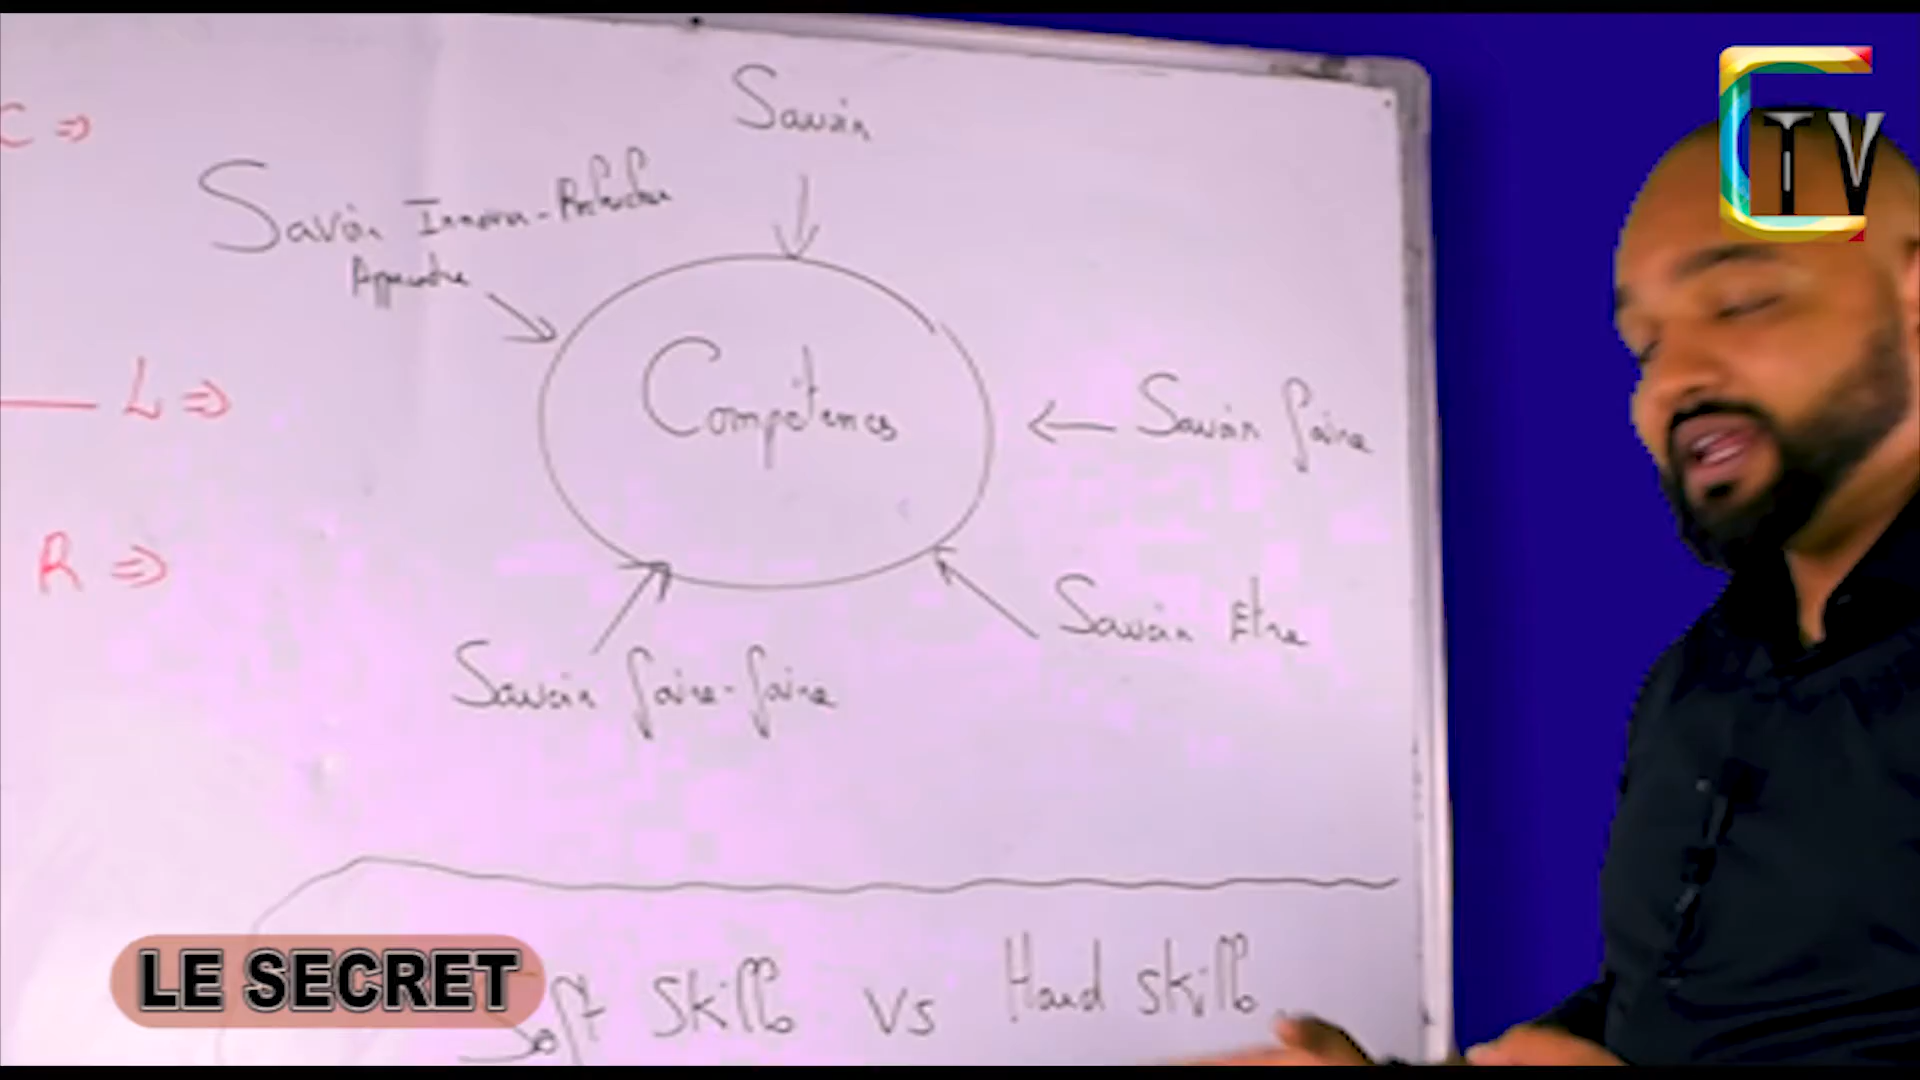 TV
C =>
Savoir
Savoir Innover-Rechercher
Apprendre
Compétences
L =>
<- Savoir faire
R =>
Savoir Etre
Savoir faire-faire
LE SECRET
Soft Skills VS Hard Skills